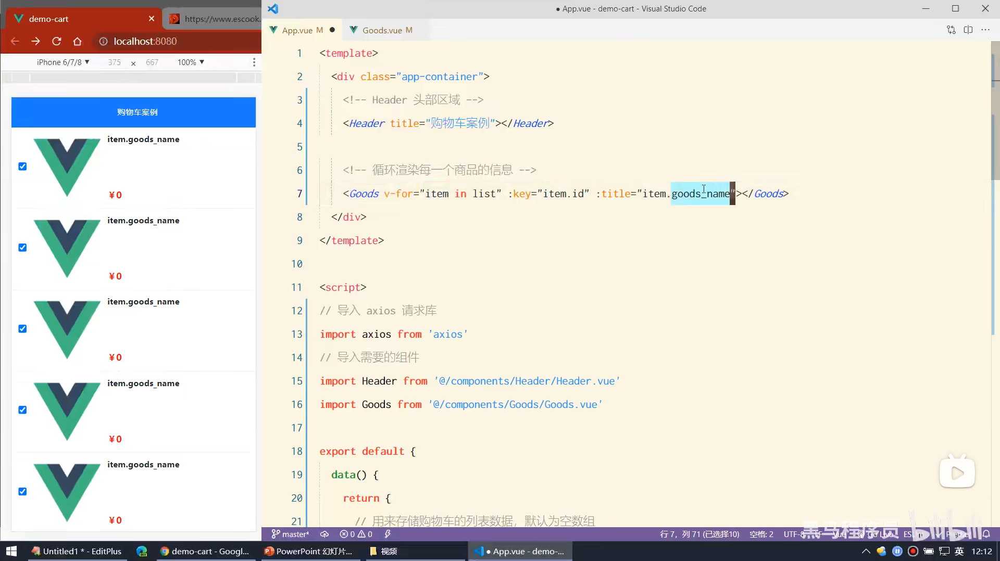 demo-cart
https://www.escook.
localhost:8080
iPhone 6/7/8 ▼ 375 × 667 100% ▼
购物车案例
item.goods_name
¥0
item.goods_name
¥0
item.goods_name
¥0
item.goods_name
¥0
item.goods_name
¥0
● App.vue - demo-cart - Visual Studio Code
App.vue M ●
Goods.vue M
1 <template>
2 <div class="app-container">
3 <!-- Header 头部区域 -->
4 <Header title="购物车案例"></Header>
5
6 <!-- 循环渲染每一个商品的信息 -->
7 <Goods v-for="item in list" :key="item.id" :title="item.goods_name"></Goods>
8 </div>
9 </template>
10
11 <script>
12 // 导入 axios 请求库
13 import axios from 'axios'
14 // 导入需要的组件
15 import Header from '@/components/Header/Header.vue'
16 import Goods from '@/components/Goods/Goods.vue'
17
18 export default {
19 data() {
20 return {
21 // 用来存储购物车的列表数据，默认为空数组
黑马程序员 bilibili
master* 0 0 行 7，列 71 (已选择10) 空格: 2 UTF-8 Vue Go Live
Untitled1 * - EditPlus
demo-cart - Googl...
PowerPoint 幻灯片...
视频
● App.vue - demo-...
英 12:12